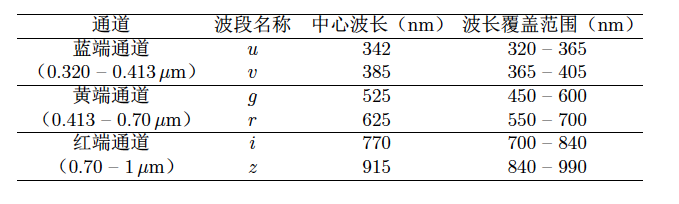 通道 波段名称 中心波长（nm） 波长覆盖范围（nm）
蓝端通道 u 342 320 – 365
（0.320 – 0.413 μm） v 385 365 – 405
黄端通道 g 525 450 – 600
（0.413 – 0.70 μm） r 625 550 – 700
红端通道 i 770 700 – 840
（0.70 – 1 μm） z 915 840 – 990